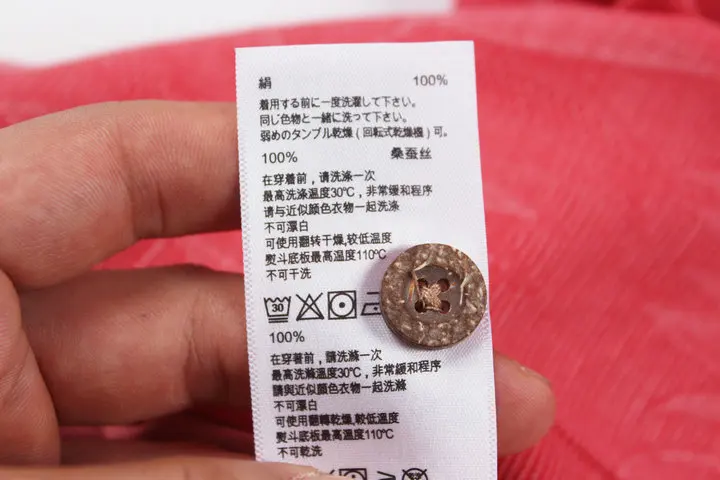 絹 100%
着用する前に一度洗濯して下さい。
同じ色物と一緒に洗って下さい。
弱めのタンブル乾燥(回転式乾燥機)可。
100% 桑蚕丝
在穿着前,请洗涤一次
最高洗涤温度30℃,非常缓和程序
请与近似颜色衣物一起洗涤
不可漂白
可使用翻转干燥,较低温度
熨斗底板最高温度110℃
不可干洗
30
100%
在穿著前,請洗滌一次
最高洗滌溫度30℃,非常緩和程序
請與近似顏色衣物一起洗滌
不可漂白
可使用翻轉乾燥,較低溫度
熨斗底板最高溫度110℃
不可乾洗